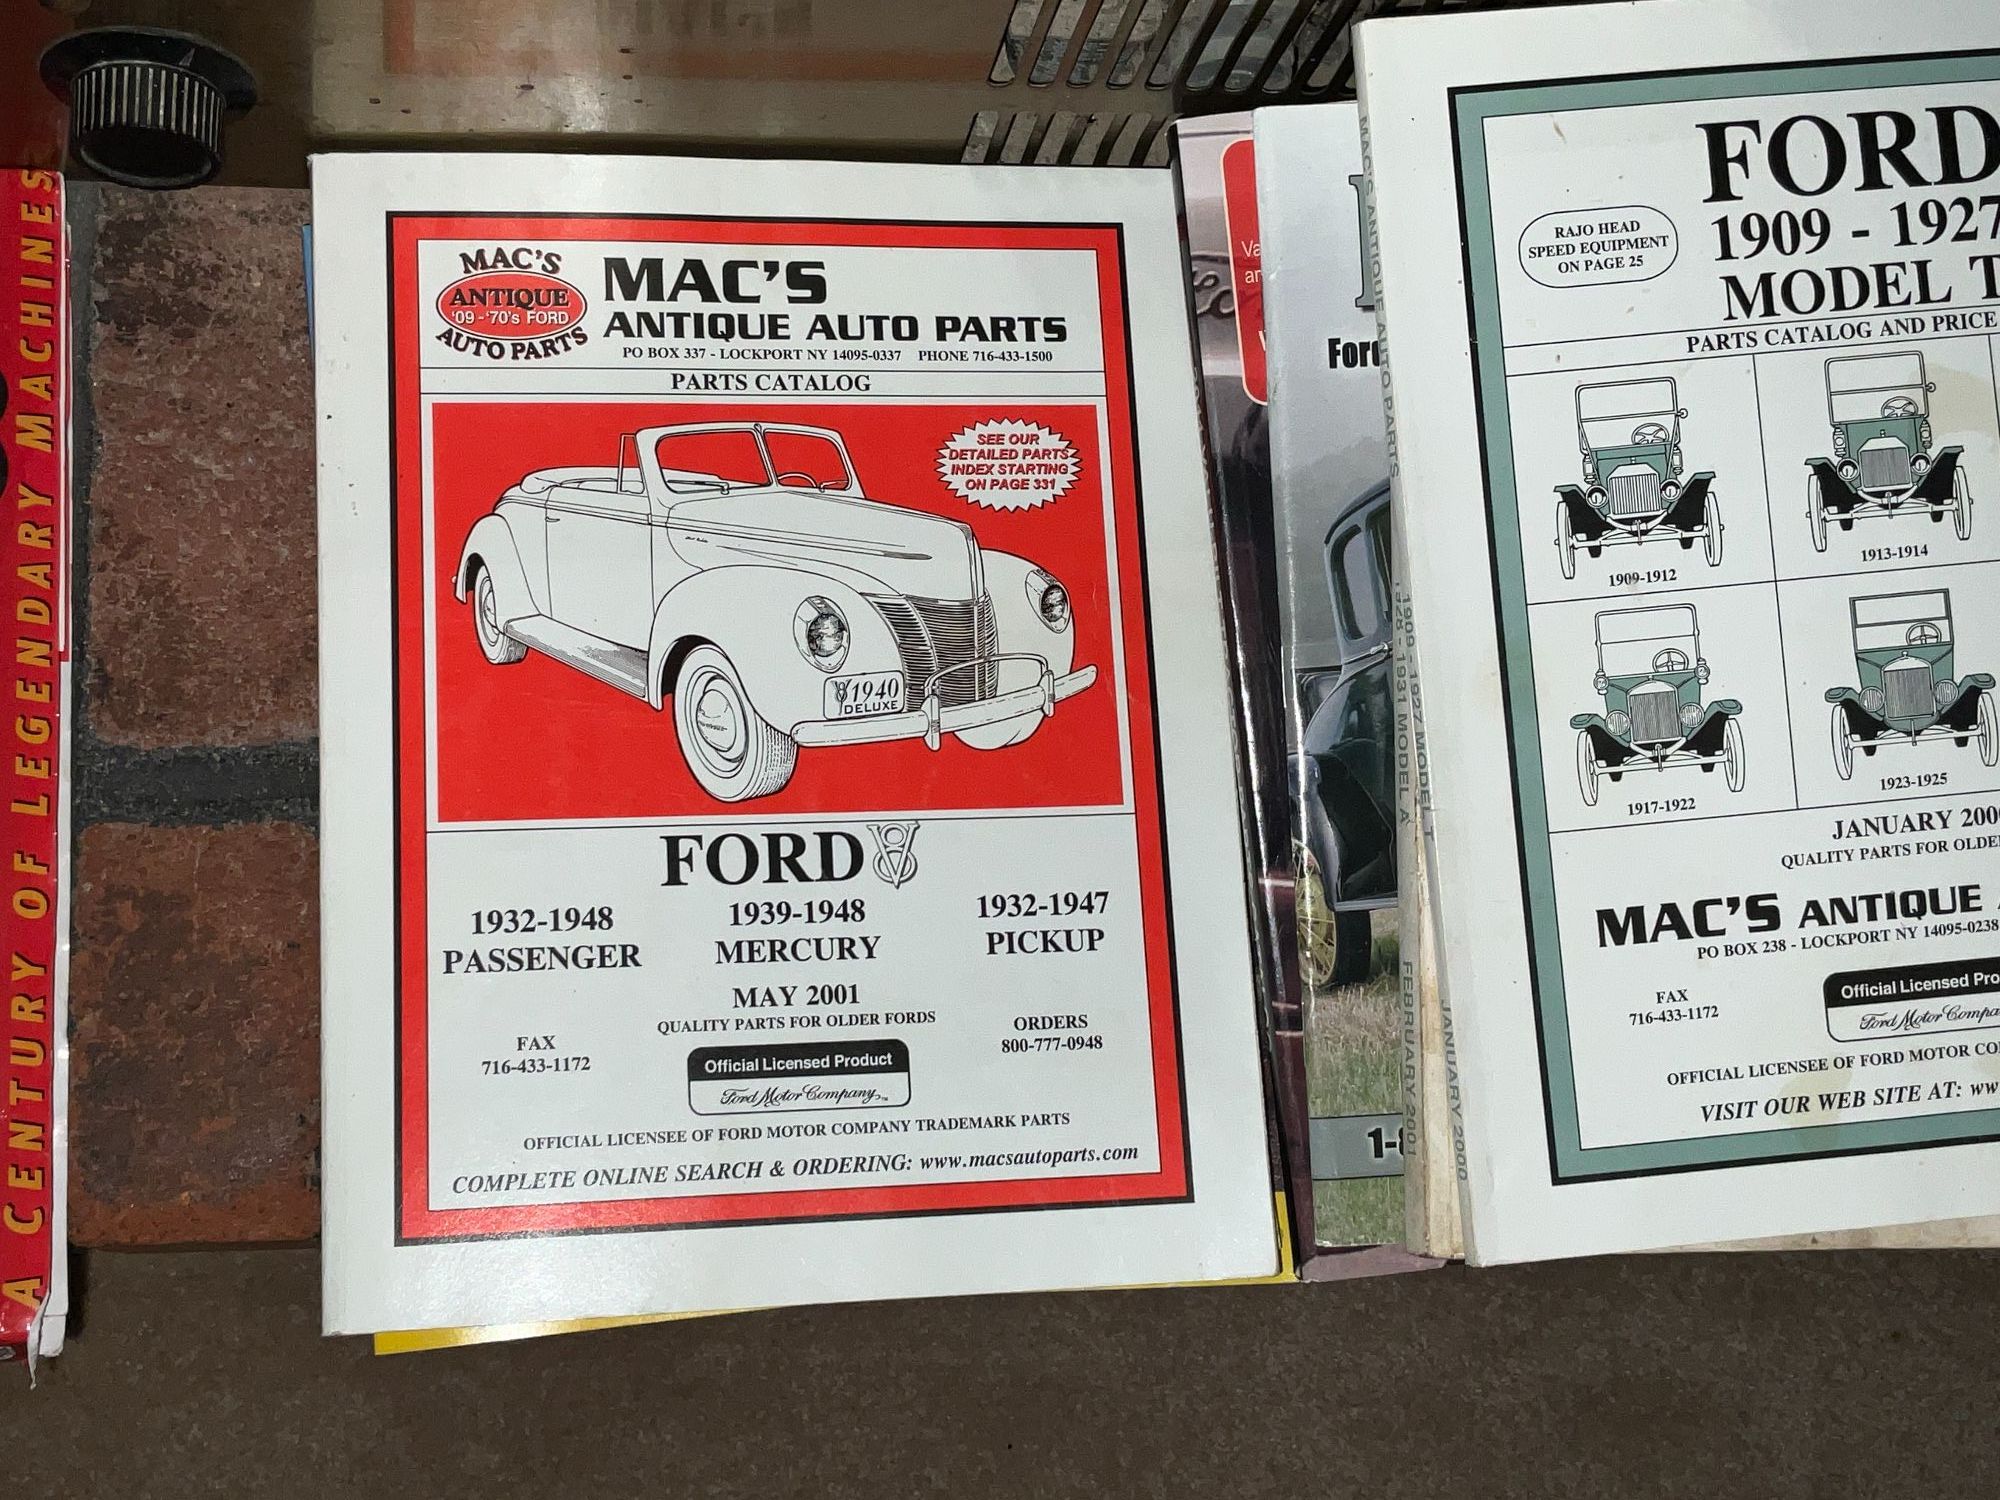 A CENTURY OF LEGENDARY MACHINES
MAC'S
ANTIQUE
'09-'70's FORD
AUTO PARTS
MAC'S
ANTIQUE AUTO PARTS
PO BOX 337 - LOCKPORT NY 14095-0337 PHONE 716-433-1500
PARTS CATALOG
SEE OUR
DETAILED PARTS
INDEX STARTING
ON PAGE 331
V8 1940
DELUXE
FORD V8
1932-1948
PASSENGER
1939-1948
MERCURY
1932-1947
PICKUP
MAY 2001
QUALITY PARTS FOR OLDER FORDS
FAX
716-433-1172
ORDERS
800-777-0948
Official Licensed Product
Ford Motor Company
OFFICIAL LICENSEE OF FORD MOTOR COMPANY TRADEMARK PARTS
COMPLETE ONLINE SEARCH & ORDERING: www.macsautoparts.com
1928 - 1931 MODEL A
FEBRUARY 2001
MAC'S ANTIQUE AUTO PARTS
1909 - 1927 MODEL T
JANUARY 2000
FORD
1909 - 1927
MODEL T
RAJO HEAD
SPEED EQUIPMENT
ON PAGE 25
PARTS CATALOG AND PRICE
1909-1912
1913-1914
1917-1922
1923-1925
JANUARY 200
QUALITY PARTS FOR OLDE
MAC'S ANTIQUE
PO BOX 238 - LOCKPORT NY 14095-0238
FAX
716-433-1172
Official Licensed Pro
Ford Motor Compa
OFFICIAL LICENSEE OF FORD MOTOR CO
VISIT OUR WEB SITE AT: ww